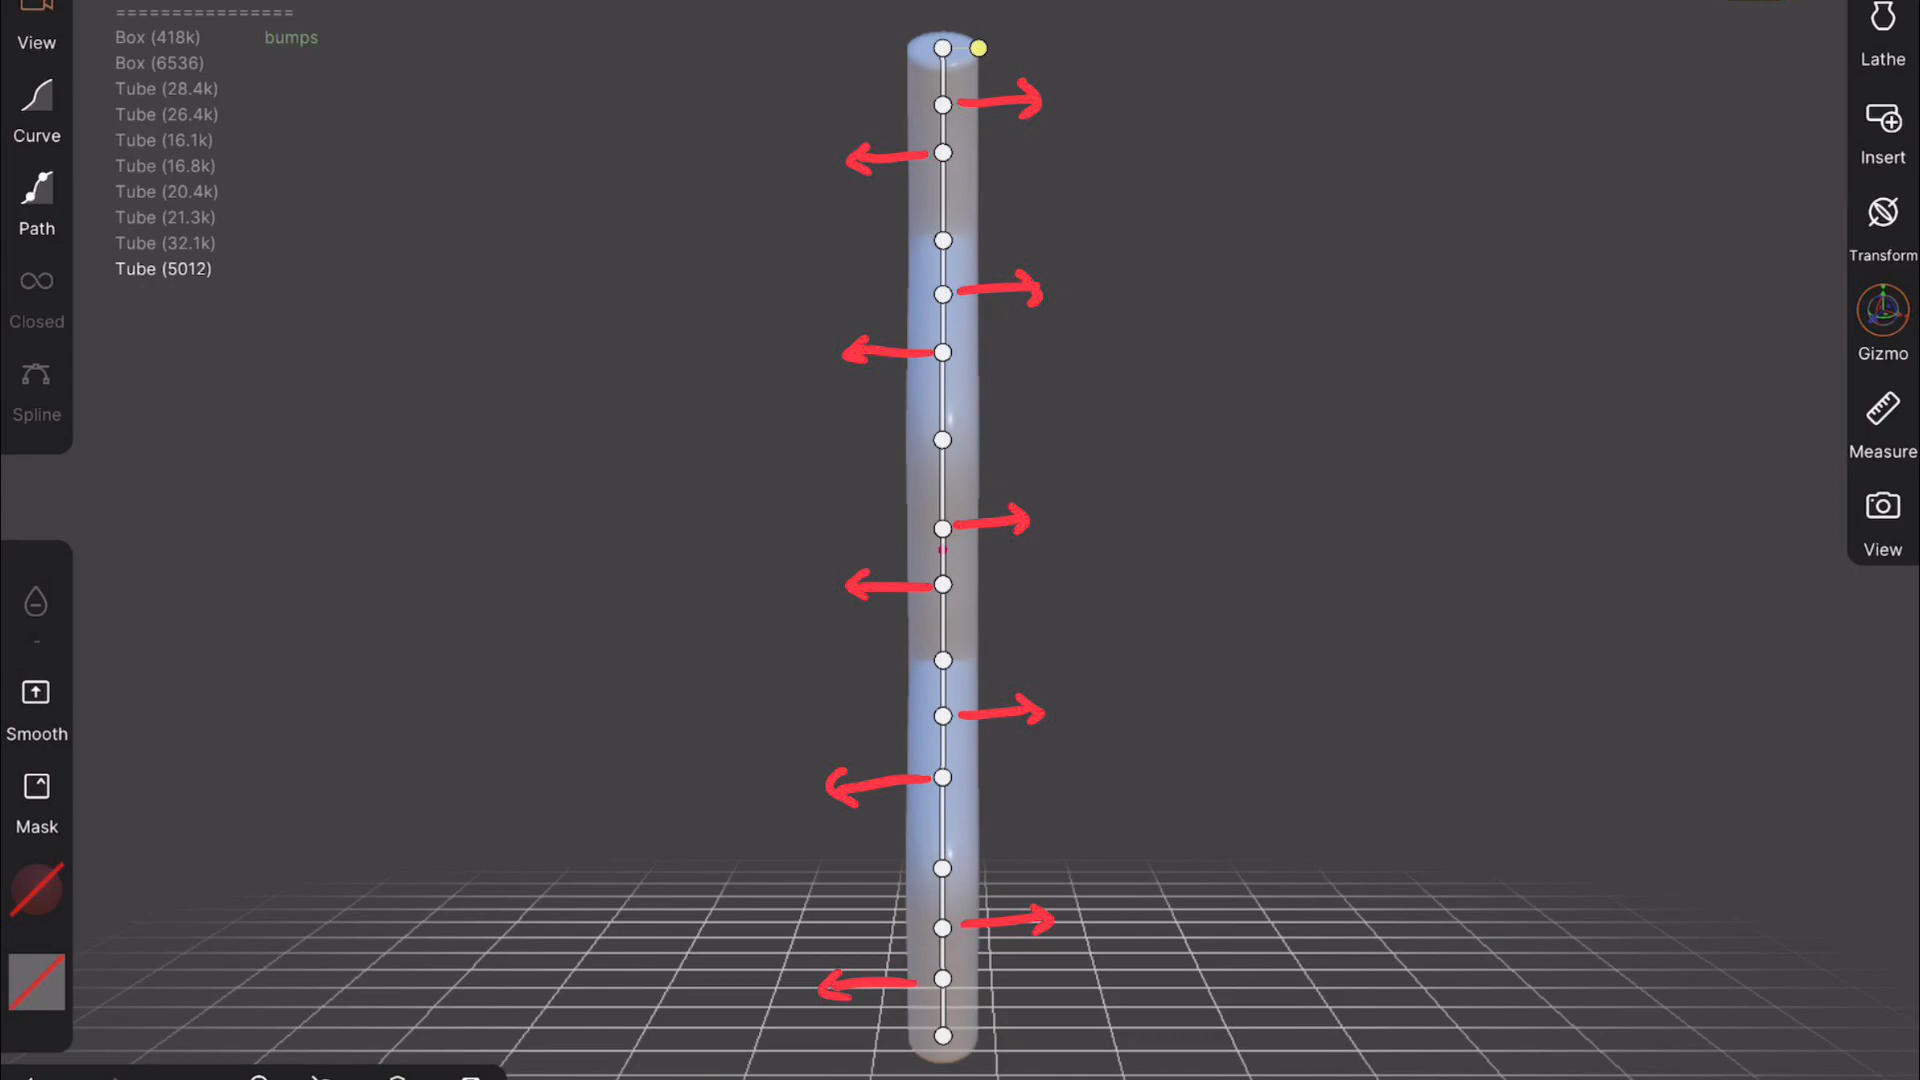 ================
Box (418k) bumps
Box (6536)
Tube (28.4k)
Tube (26.4k)
Tube (16.1k)
Tube (16.8k)
Tube (20.4k)
Tube (21.3k)
Tube (32.1k)
Tube (5012)
View
Curve
Path
Closed
Spline
-
Smooth
Mask
Lathe
Insert
Transform
Gizmo
Measure
View